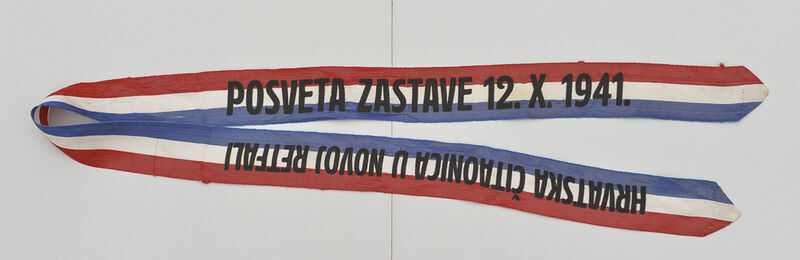 POSVETA ZASTAVE 12. X. 1941.
HRVATSKA ČITAONICA U NOVOJ RETFALI